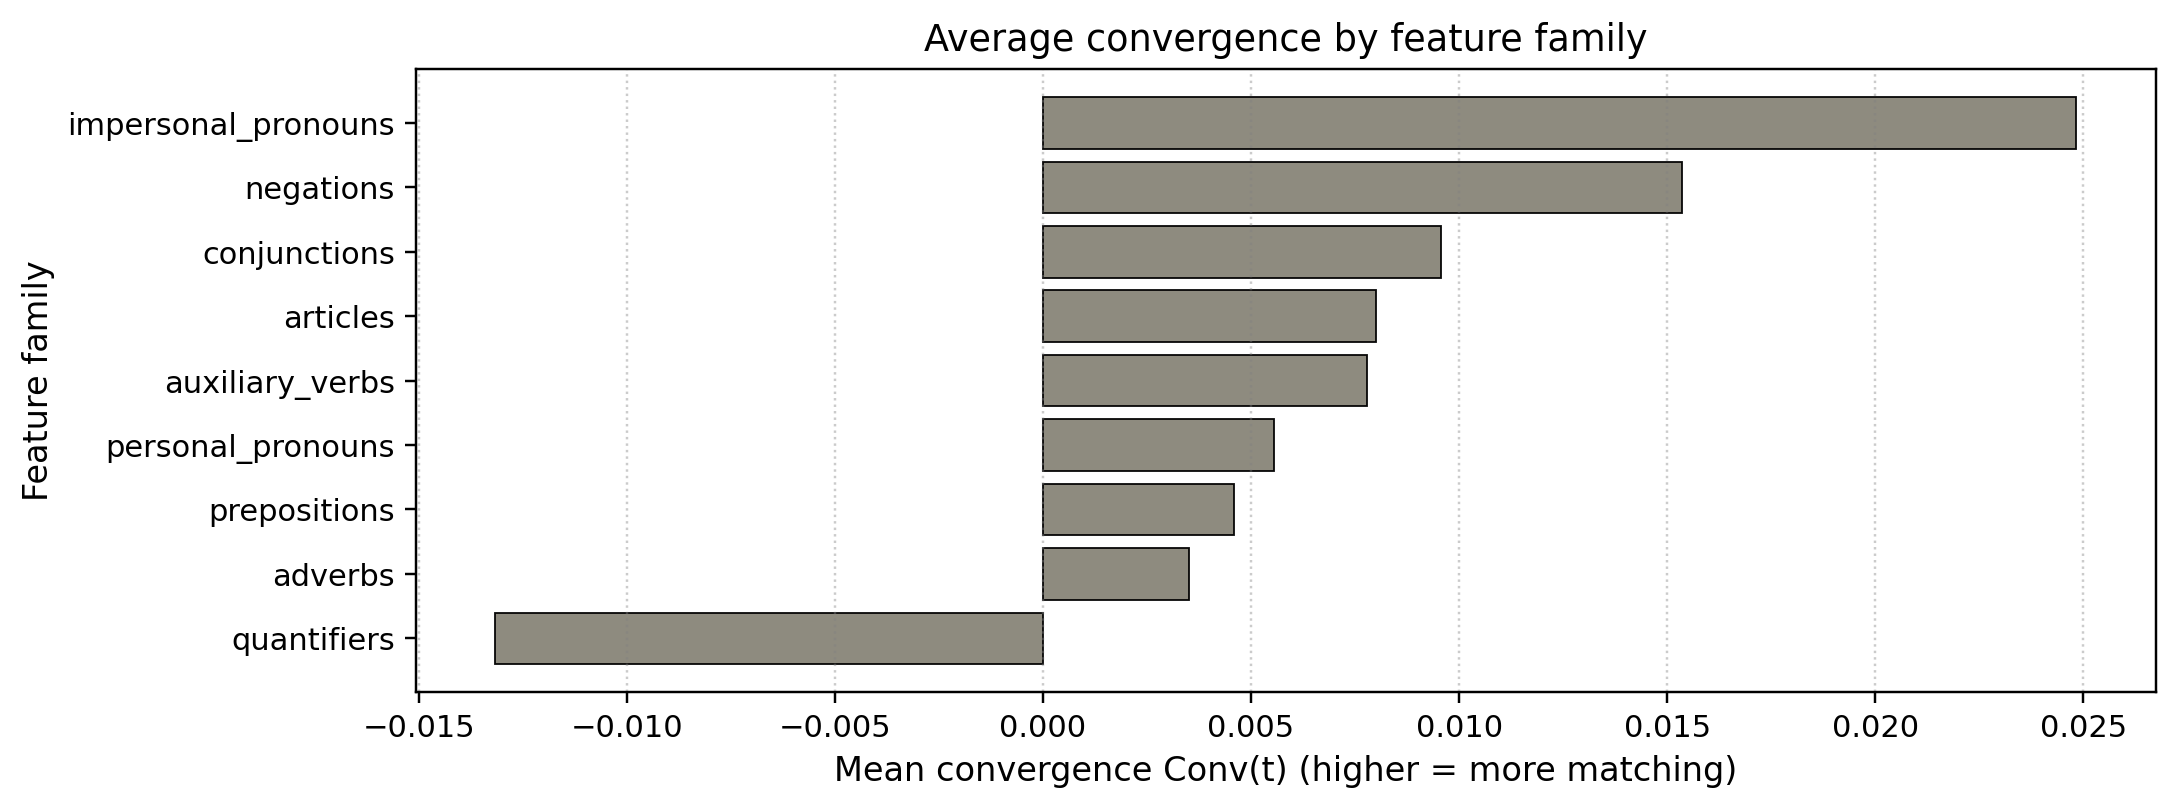 Average convergence by feature family
Feature family
impersonal_pronouns
negations
conjunctions
articles
auxiliary_verbs
personal_pronouns
prepositions
adverbs
quantifiers
−0.015 −0.010 −0.005 0.000 0.005 0.010 0.015 0.020 0.025
Mean convergence Conv(t) (higher = more matching)